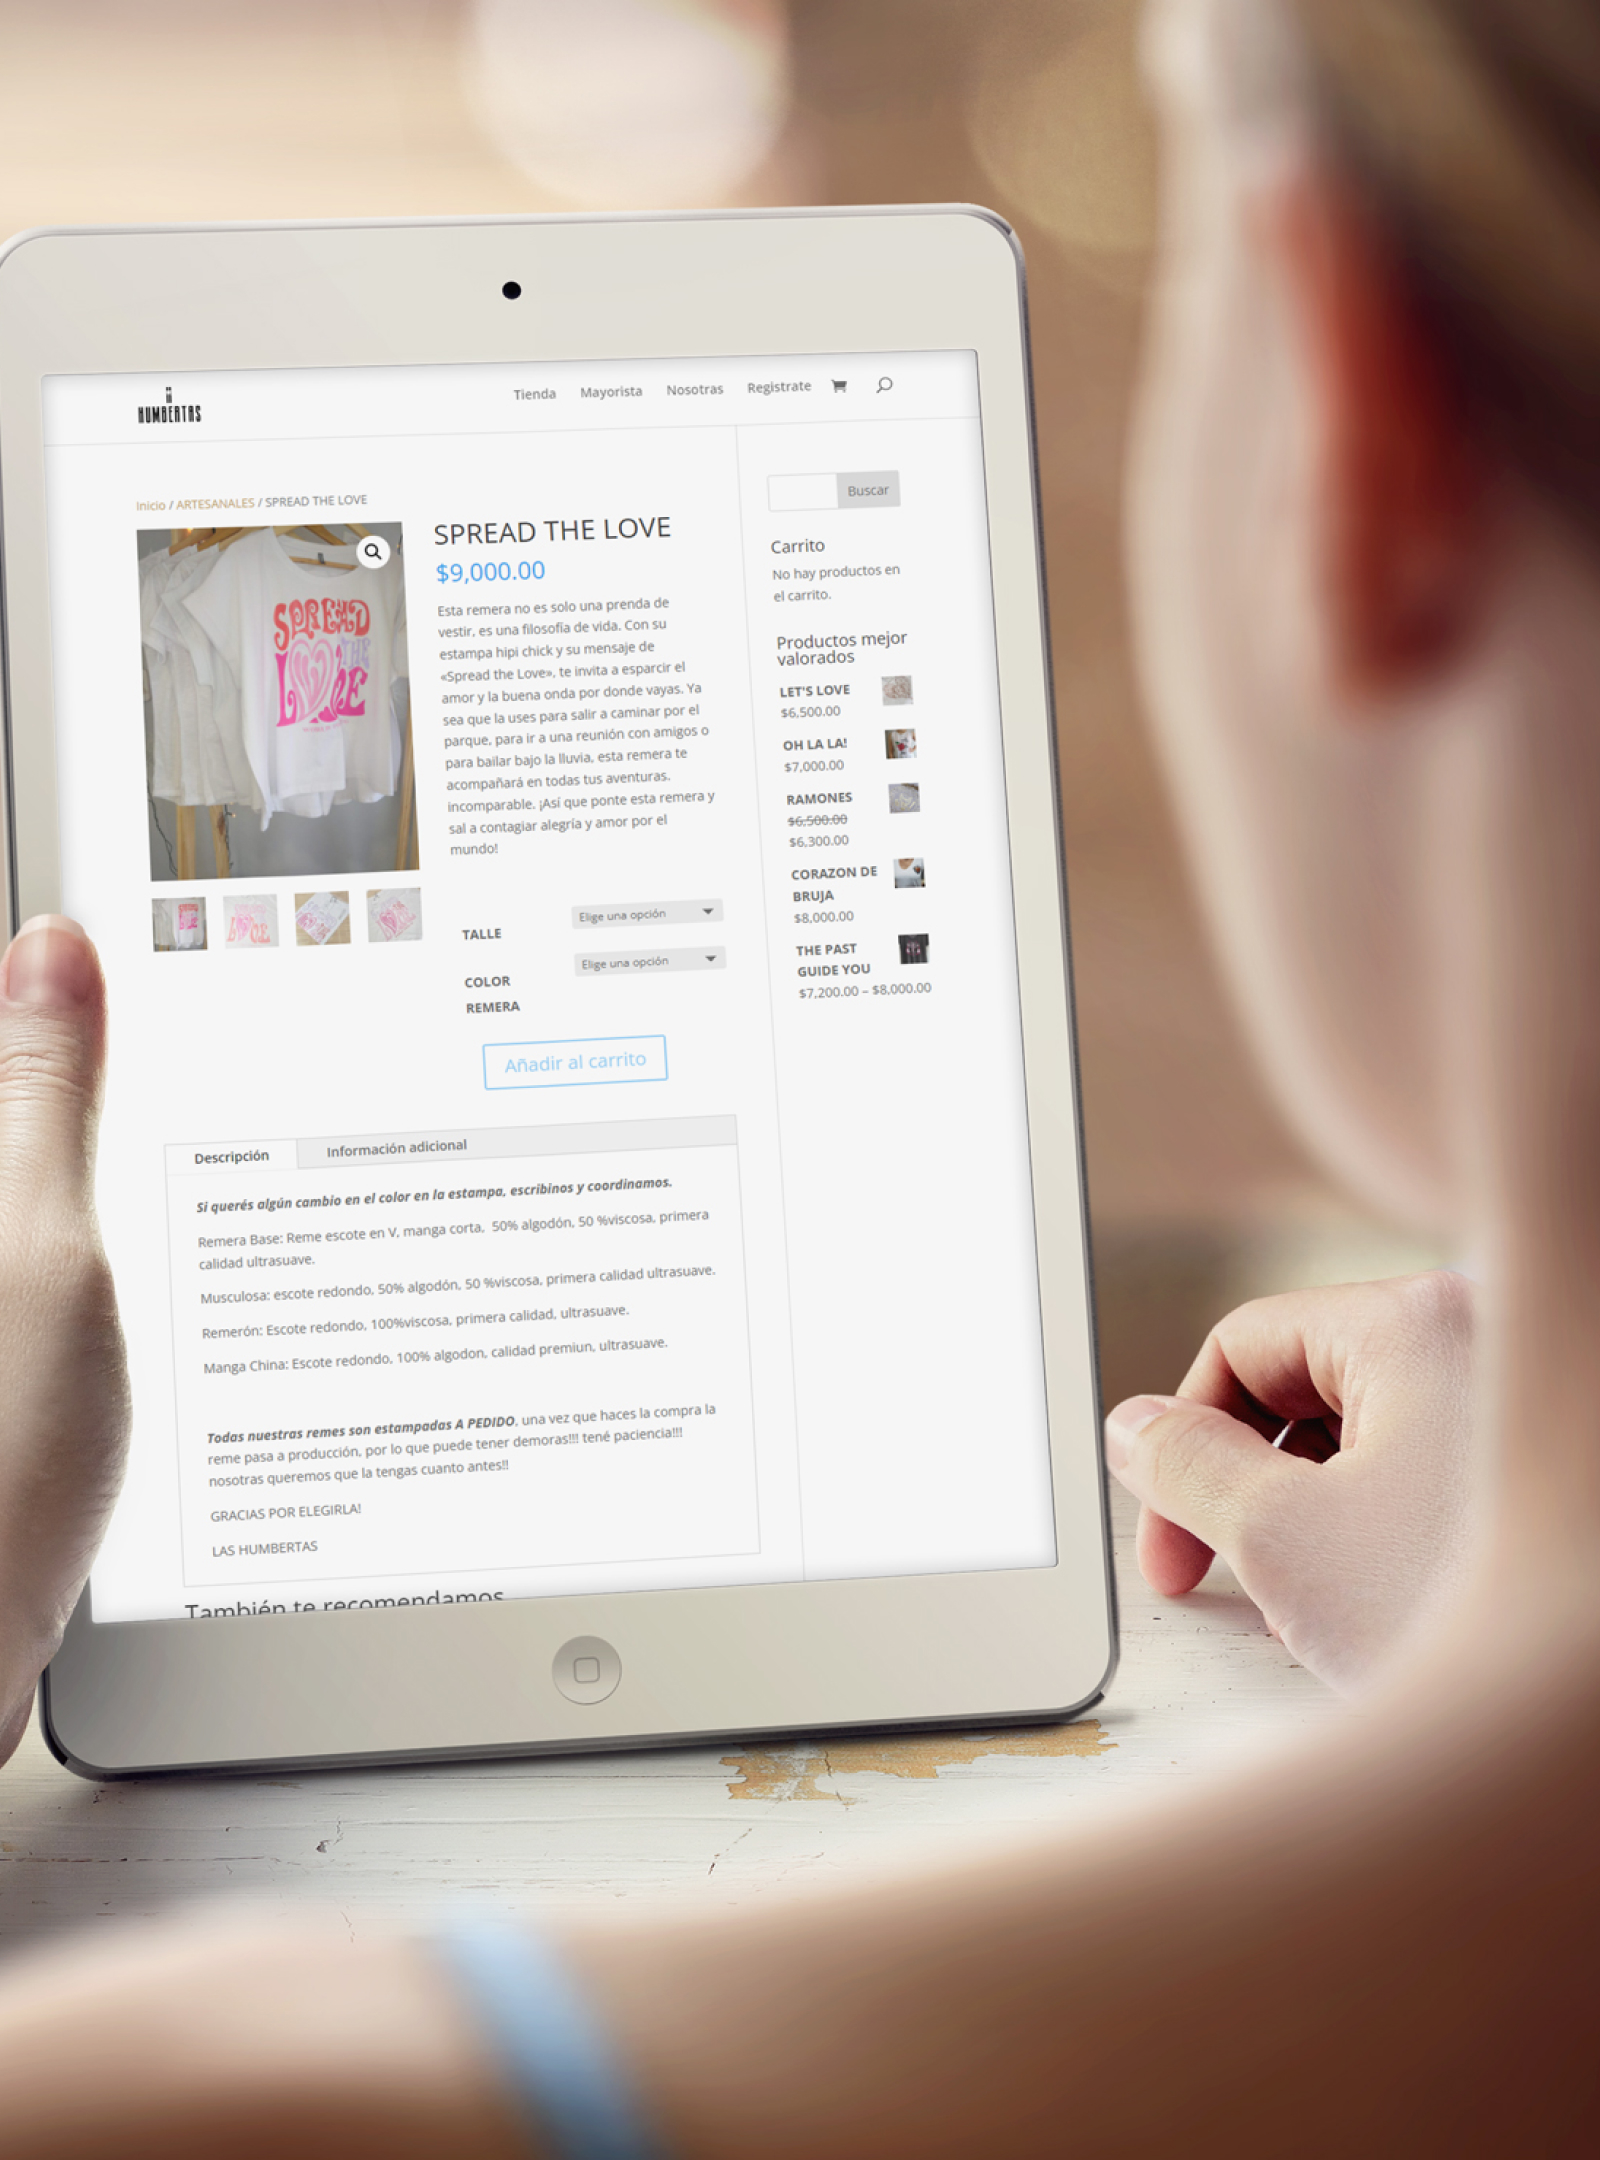 HUMBERTAS
Tienda Mayorista Nosotras Registrate
Inicio / ARTESANALES / SPREAD THE LOVE
SPREAD
THE
LOVE
SPREAD THE LOVE
$9,000.00
Esta remera no es solo una prenda de
vestir, es una filosofía de vida. Con su
estampa hipi chick y su mensaje de
«Spread the Love», te invita a esparcir el
amor y la buena onda por donde vayas. Ya
sea que la uses para salir a caminar por el
parque, para ir a una reunión con amigos o
para bailar bajo la lluvia, esta remera te
acompañará en todas tus aventuras.
incomparable. ¡Así que ponte esta remera y
sal a contagiar alegría y amor por el
mundo!
TALLE
Elige una opción
COLOR
REMERA
Elige una opción
Añadir al carrito
Buscar
Carrito
No hay productos en
el carrito.
Productos mejor
valorados
LET'S LOVE
$6,500.00
OH LA LA!
$7,000.00
RAMONES
$6,500.00
$6,300.00
CORAZON DE
BRUJA
$8,000.00
THE PAST
GUIDE YOU
$7,200.00 – $8,000.00
Descripción Información adicional
Si querés algún cambio en el color en la estampa, escribinos y coordinamos.
Remera Base: Reme escote en V, manga corta, 50% algodón, 50 %viscosa, primera
calidad ultrasuave.
Musculosa: escote redondo, 50% algodón, 50 %viscosa, primera calidad ultrasuave.
Remerón: Escote redondo, 100%viscosa, primera calidad, ultrasuave.
Manga China: Escote redondo, 100% algodon, calidad premiun, ultrasuave.
Todas nuestras remes son estampadas A PEDIDO, una vez que haces la compra la
reme pasa a producción, por lo que puede tener demoras!!! tené paciencia!!!
nosotras queremos que la tengas cuanto antes!!
GRACIAS POR ELEGIRLA!
LAS HUMBERTAS
También te recomendamos